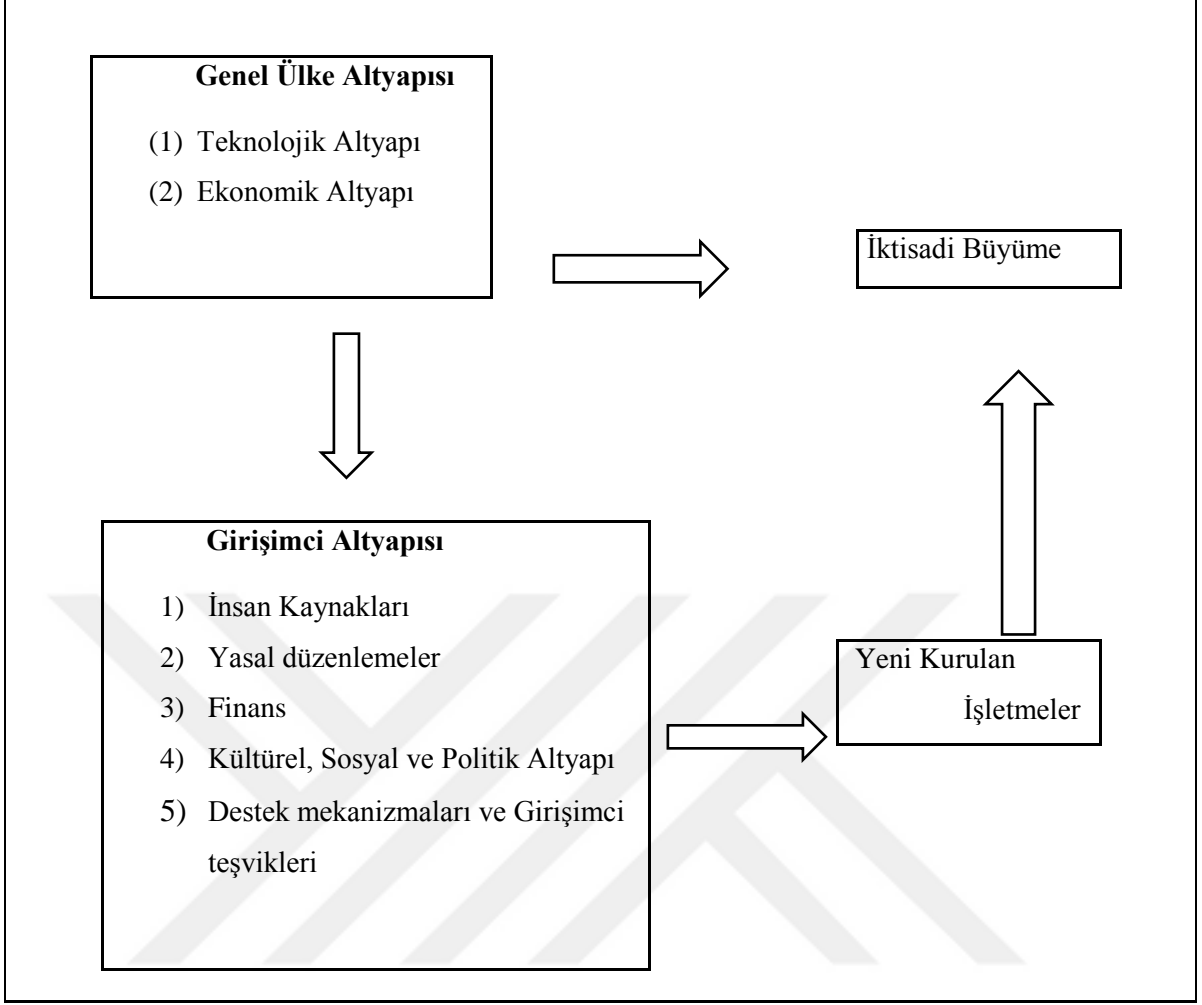 Genel Ülke Altyapısı
(1) Teknolojik Altyapı
(2) Ekonomik Altyapı
İktisadi Büyüme
Girişimci Altyapısı
1) İnsan Kaynakları
2) Yasal düzenlemeler
3) Finans
4) Kültürel, Sosyal ve Politik Altyapı
5) Destek mekanizmaları ve Girişimci
teşvikleri
Yeni Kurulan
İşletmeler